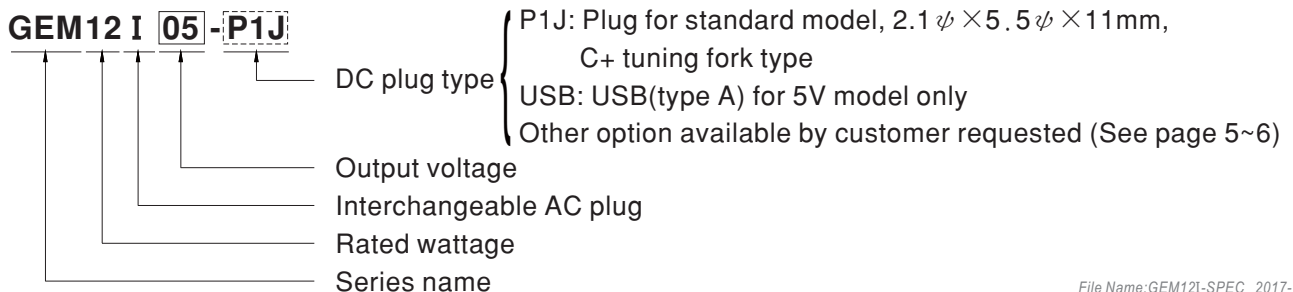 GEM12 I 05 - P1J
DC plug type
P1J: Plug for standard model, 2.1ψ×5.5ψ×11mm,
C+ tuning fork type
USB: USB(type A) for 5V model only
Other option available by customer requested (See page 5~6)
Output voltage
Interchangeable AC plug
Rated wattage
Series name
File Name:GEM12I-SPEC 2017-